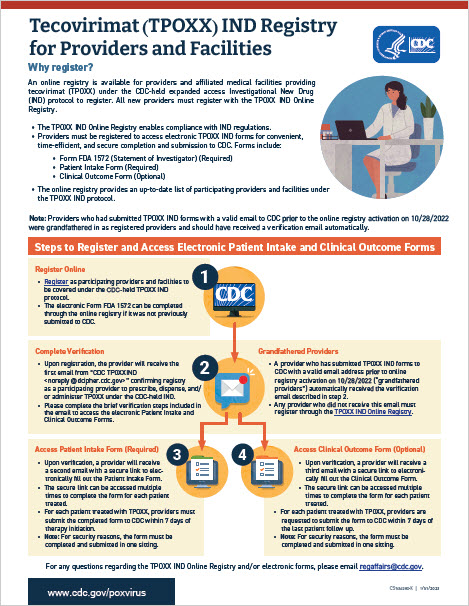 Tecovirimat (TPOXX) IND Registry
for Providers and Facilities
CDC
Why register?
An online registry is available for providers and affiliated medical facilities providing
tecovirimat (TPOXX) under the CDC-held expanded access Investigational New Drug
(IND) protocol to register. All new providers must register with the TPOXX IND Online
Registry.
• The TPOXX IND Online Registry enables compliance with IND regulations.
• Providers must be registered to access electronic TPOXX IND forms for convenient,
time-efficient, and secure completion and submission to CDC. Forms include:
• Form FDA 1572 (Statement of Investigator) (Required)
• Patient Intake Form (Required)
• Clinical Outcome Form (Optional)
• The online registry provides an up-to-date list of participating providers and facilities under
the TPOXX IND protocol.
Note: Providers who had submitted TPOXX IND forms with a valid email to CDC prior to the online registry activation on 10/28/2022
were grandfathered in as registered providers and should have received a verification email automatically.
Steps to Register and Access Electronic Patient Intake and Clinical Outcome Forms
Register Online
• Register as participating providers and facilities to
be covered under the CDC-held TPOXX IND
protocol.
• The electronic Form FDA 1572 can be completed
through the online registry if it was not previously
submitted to CDC.
1
CDC
Complete Verification
• Upon registration, the provider will receive the
first email from "CDC TPOXXIND
<noreply@dcipher.cdc.gov>" confirming registry
as a participating provider to prescribe, dispense, and/
or administer TPOXX under the CDC-held IND.
• Please complete the brief verification steps included in
the email to access the electronic Patient Intake and
Clinical Outcome Forms.
2
Grandfathered Providers
• A provider who has submitted TPOXX IND forms to
CDC with a valid email address prior to online
registry activation on 10/28/2022 ("grandfathered
providers") automatically received the verification
email described in step 2.
• Any provider who did not receive this email must
register through the TPOXX IND Online Registry.
Access Patient Intake Form (Required)
• Upon verification, a provider will receive
a second email with a secure link to elec-
tronically fill out the Patient Intake Form.
• The secure link can be accessed multiple
times to complete the form for each patient
treated.
• For each patient treated with TPOXX, providers must
submit the completed form to CDC within 7 days of
therapy initiation.
• Note: For security reasons, the form must be
completed and submitted in one sitting.
3
4
Access Clinical Outcome Form (Optional)
• Upon verification, a provider will receive a
third email with a secure link to electroni-
cally fill out the Clinical Outcome Form.
• The secure link can be accessed multiple
times to complete the form for each patient
treated.
• For each patient treated with TPOXX, providers are
requested to submit the form to CDC within 7 days of
the last patient follow up.
• Note: For security reasons, the form must be
completed and submitted in one sitting.
For any questions regarding the TPOXX IND Online Registry and/or electronic forms, please email regaffairs@cdc.gov.
www.cdc.gov/poxvirus